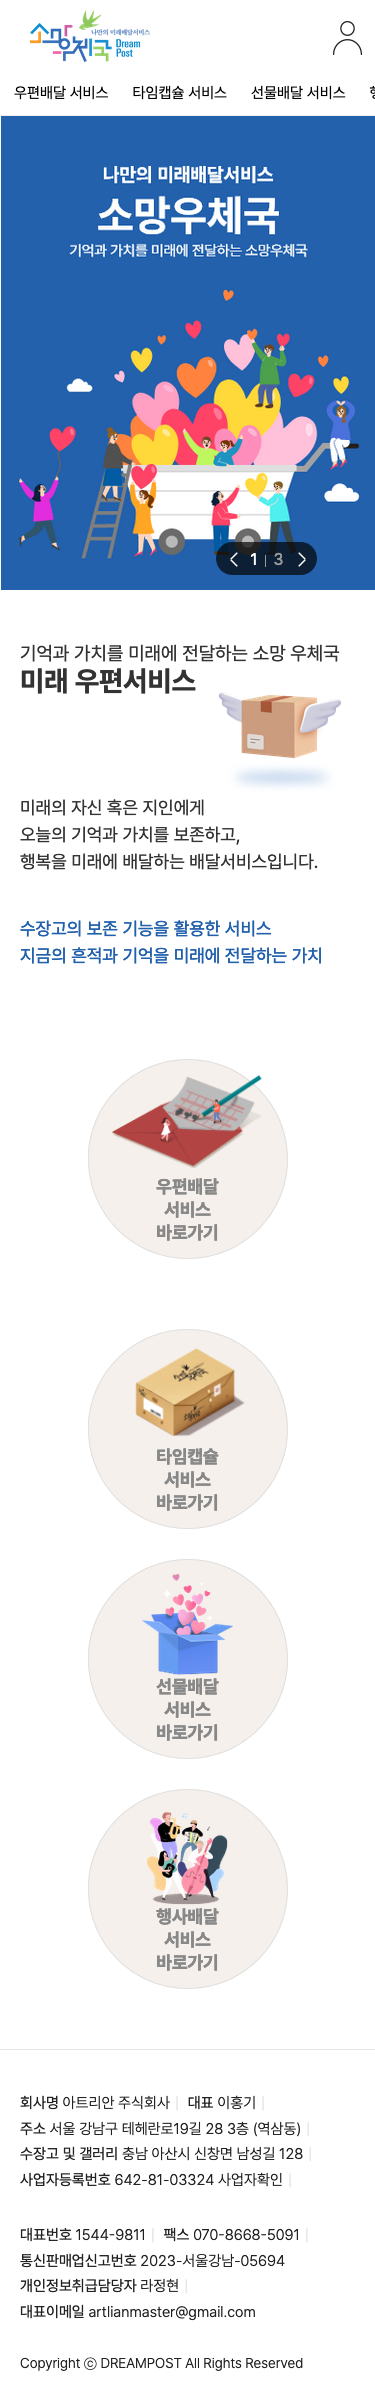 소망우체국
나만의 미래배달서비스
Dream
Post
우편배달 서비스 타임캡슐 서비스 선물배달 서비스
나만의 미래배달서비스
소망우체국
기억과 가치를 미래에 전달하는 소망우체국
1 | 3
기억과 가치를 미래에 전달하는 소망 우체국
미래 우편서비스
미래의 자신 혹은 지인에게
오늘의 기억과 가치를 보존하고,
행복을 미래에 배달하는 배달서비스입니다.
수장고의 보존 기능을 활용한 서비스
지금의 흔적과 기억을 미래에 전달하는 가치
우편배달
서비스
바로가기
타임캡슐
서비스
바로가기
선물배달
서비스
바로가기
행사배달
서비스
바로가기
회사명 아트리안 주식회사 | 대표 이홍기 |
주소 서울 강남구 테헤란로19길 28 3층 (역삼동) |
수장고 및 갤러리 충남 아산시 신창면 남성길 128 |
사업자등록번호 642-81-03324 사업자확인 |
대표번호 1544-9811 | 팩스 070-8668-5091 |
통신판매업신고번호 2023-서울강남-05694
개인정보취급담당자 라정현 |
대표이메일 artlianmaster@gmail.com
Copyright ⓒ DREAMPOST All Rights Reserved